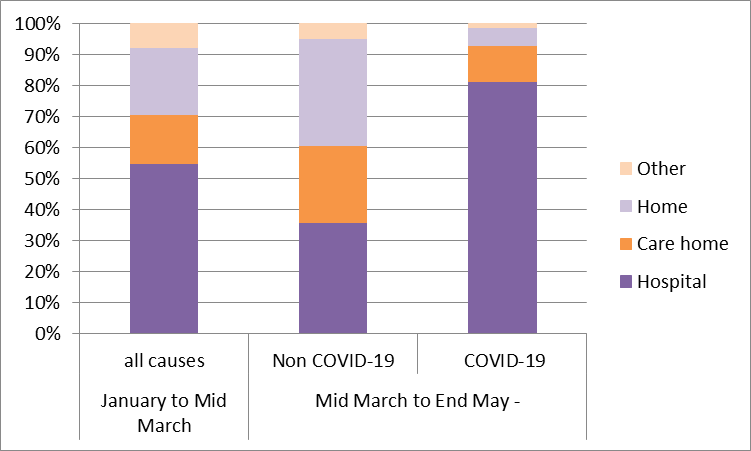 100%
90%
80%
70%
60%
50%
40%
30%
20%
10%
0%
Other
Home
Care home
Hospital
all causes
Non COVID-19
COVID-19
January to Mid
March
Mid March to End May -